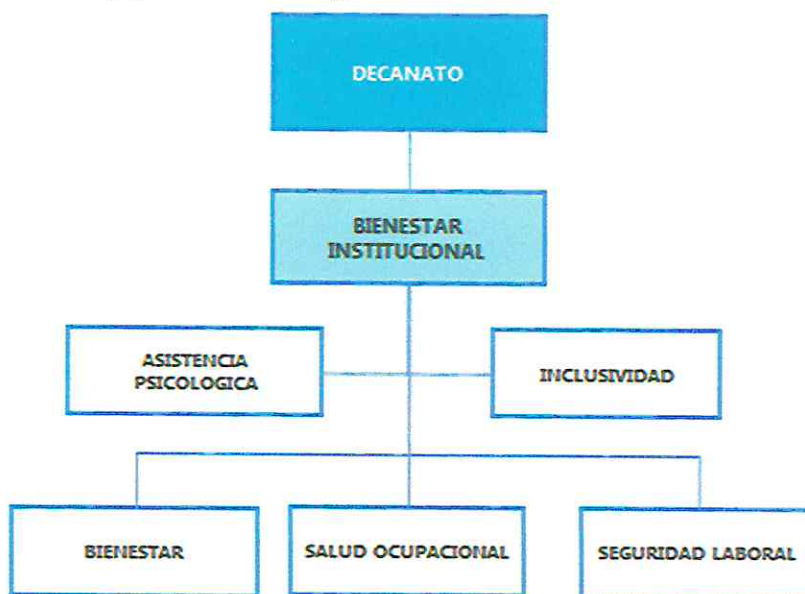 DECANATO
BIENESTAR
INSTITUCIONAL
ASISTENCIA
PSICOLOGICA
INCLUSIVIDAD
BIENESTAR
SALUD OCUPACIONAL
SEGURIDAD LABORAL